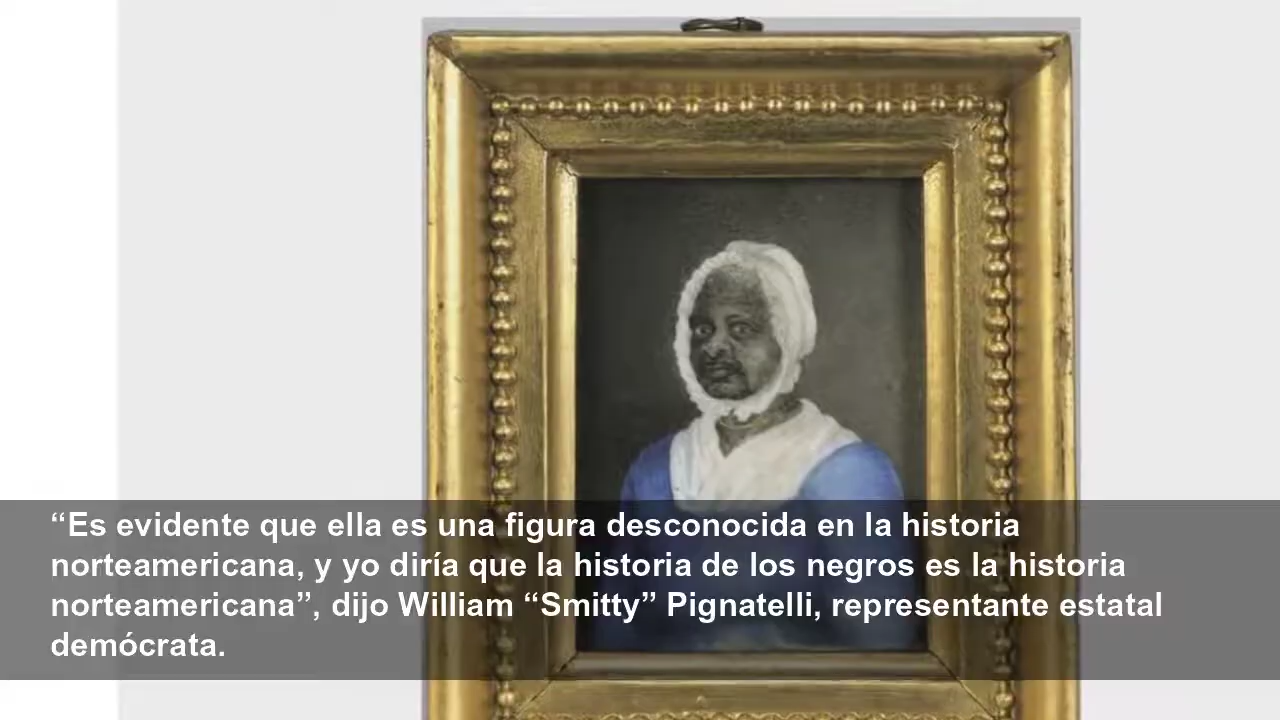 “Es evidente que ella es una figura desconocida en la historia
norteamericana, y yo diría que la historia de los negros es la historia
norteamericana”, dijo William “Smitty” Pignatelli, representante estatal
demócrata.